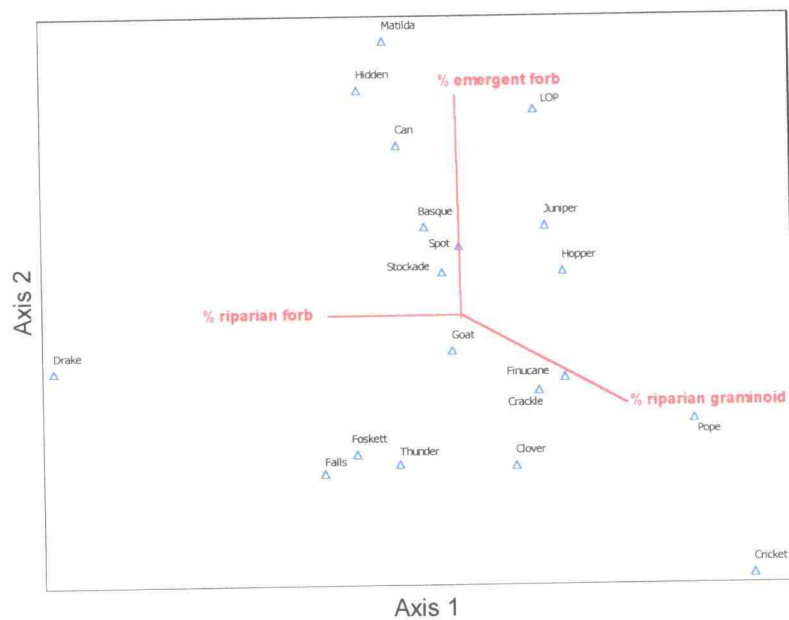 Matilda
Hidden
% emergent forb
LOP
Can
Basque
Juniper
Spot
Hopper
Stockade
Axis 2
% riparian forb
Goat
Drake
Finucane
Crackle
% riparian graminoid
Pope
Foskett
Thunder
Clover
Falls
Cricket
Axis 1